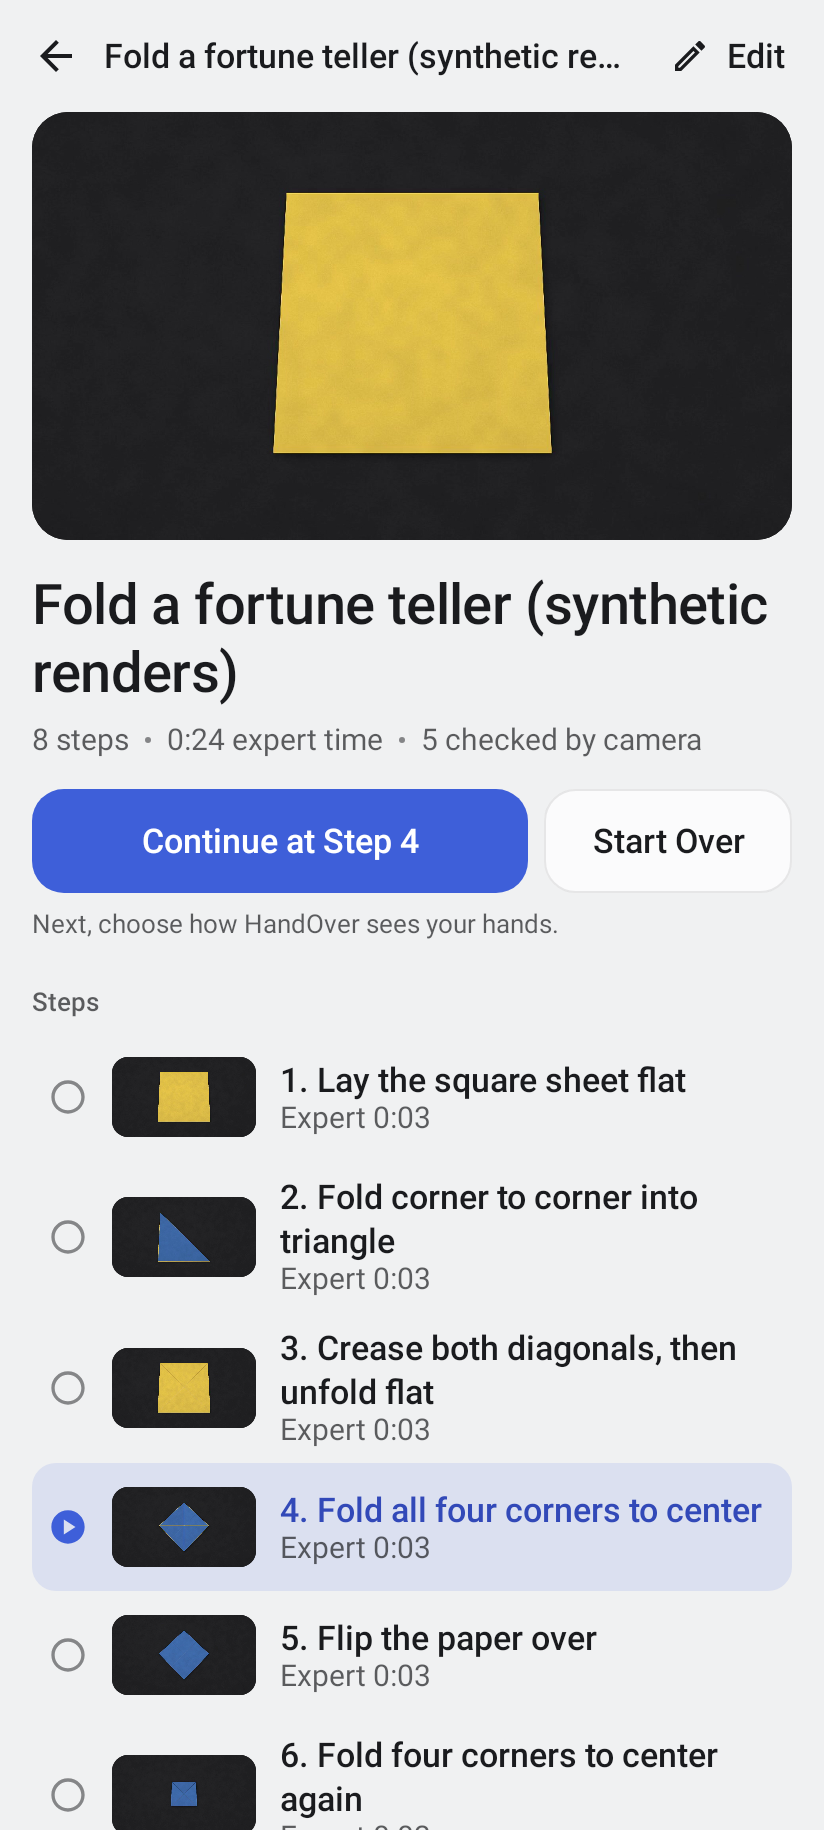 Fold a fortune teller (synthetic re...
Edit
Fold a fortune teller (synthetic
renders)
8 steps • 0:24 expert time • 5 checked by camera
Continue at Step 4
Start Over
Next, choose how HandOver sees your hands.
Steps
1. Lay the square sheet flat
Expert 0:03
2. Fold corner to corner into
triangle
Expert 0:03
3. Crease both diagonals, then
unfold flat
Expert 0:03
4. Fold all four corners to center
Expert 0:03
5. Flip the paper over
Expert 0:03
6. Fold four corners to center
again